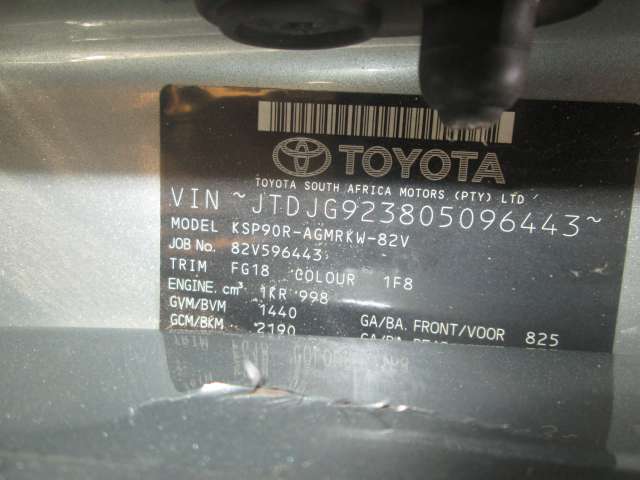 TOYOTA
TOYOTA SOUTH AFRICA MOTORS (PTY) LTD
VIN ~JTDJG923805096443~
MODEL KSP90R-AGMRKW-82V
JOB No. 82V596443
TRIM FG18 COLOUR 1F8
ENGINE. cm³ 1KR 998
GVM/BVM 1440 GA/BA. FRONT/VOOR 825
GCM/BKM 2190